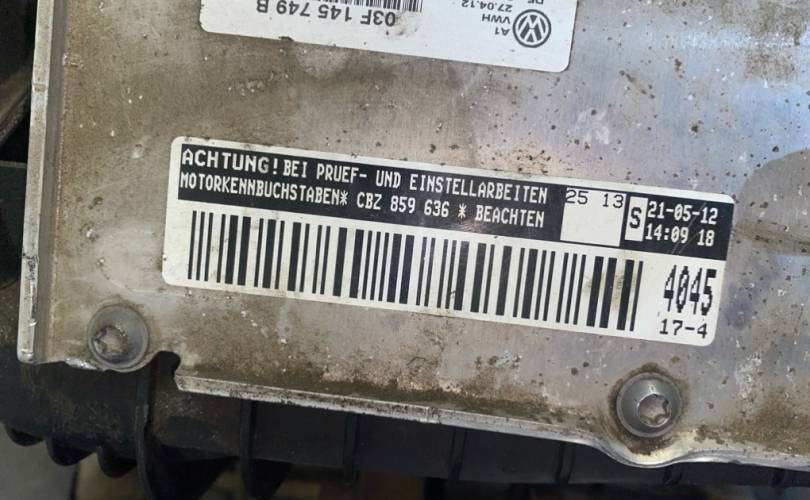 03F 145 749 B
A1
VWH
27.04.12
ACHTUNG! BEI PRUEF- UND EINSTELLARBEITEN
MOTORKENNBUCHSTABEN* CBZ 859 636 * BEACHTEN
25 13
S
21-05-12
14:09 18
4045
17-4